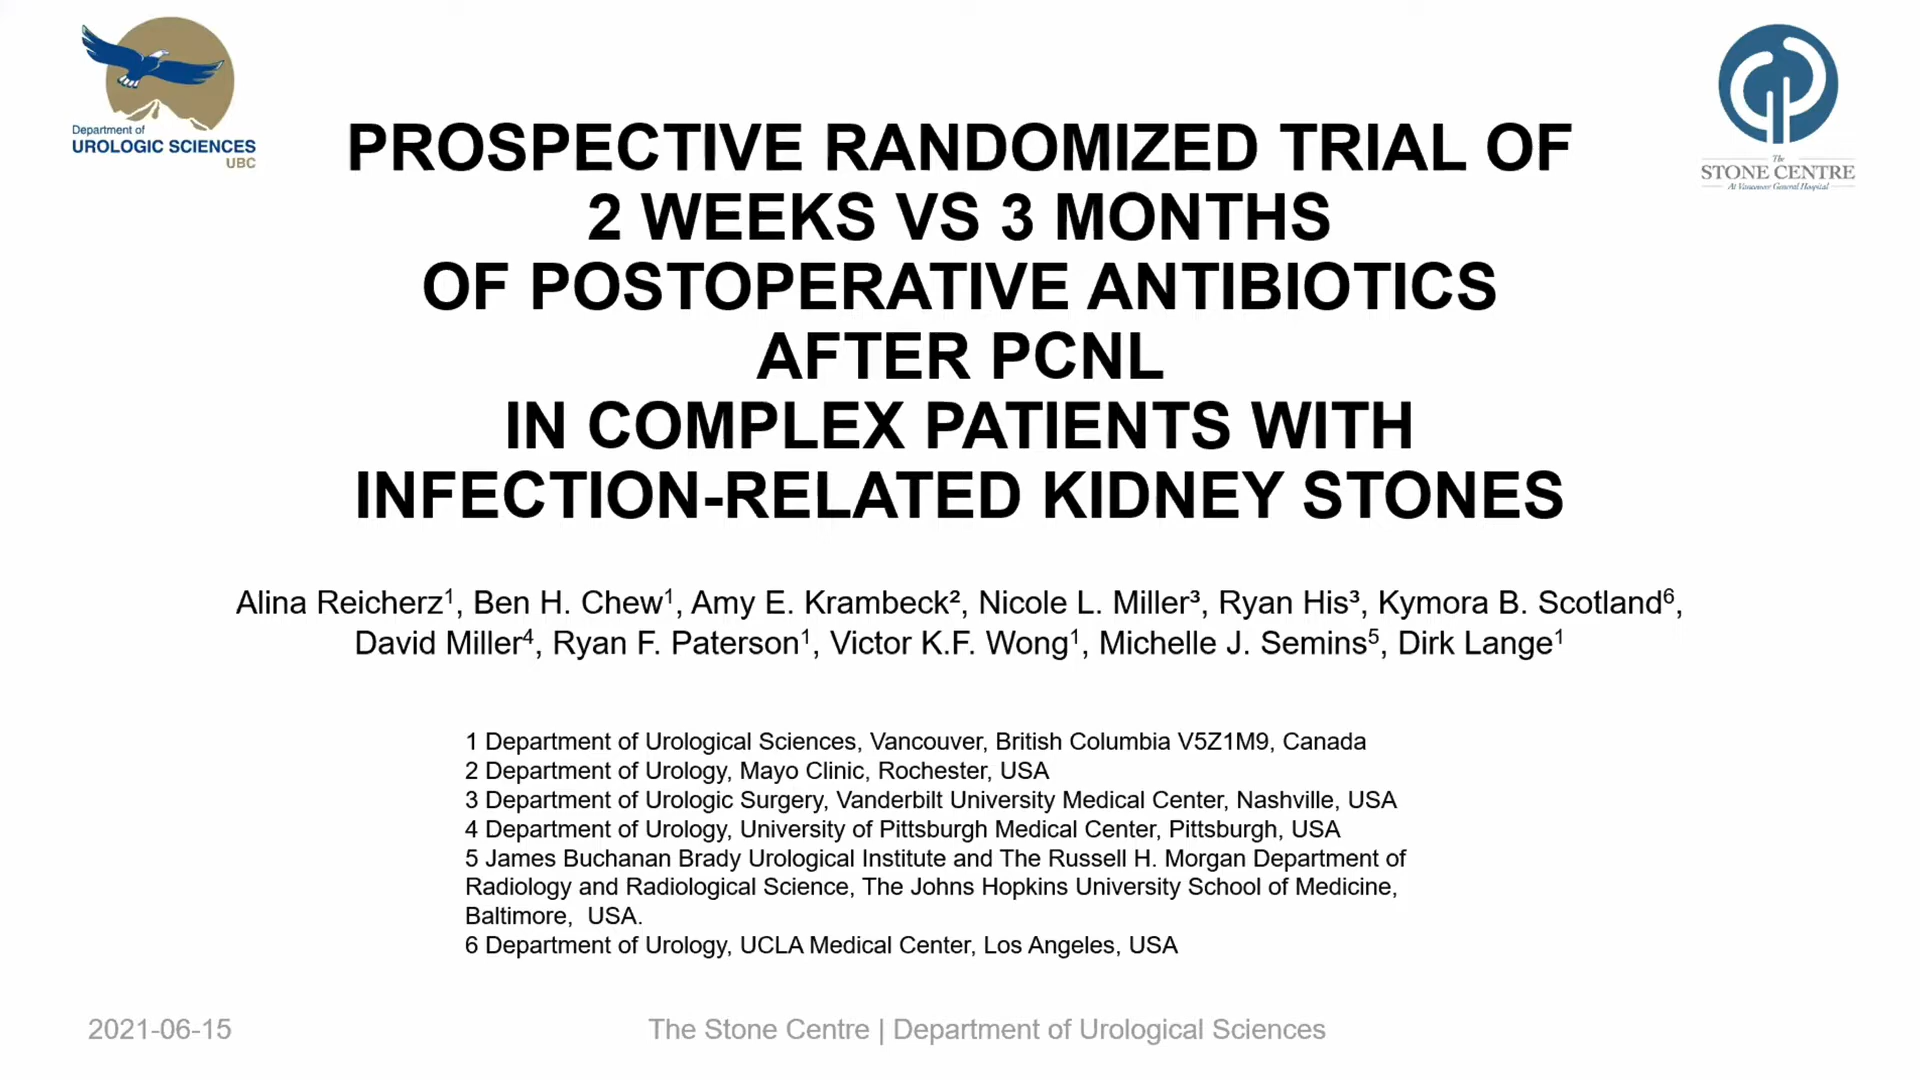 Department of
UROLOGIC SCIENCES
UBC
The
STONE CENTRE
At Vancouver General Hospital
PROSPECTIVE RANDOMIZED TRIAL OF
2 WEEKS VS 3 MONTHS
OF POSTOPERATIVE ANTIBIOTICS
AFTER PCNL
IN COMPLEX PATIENTS WITH
INFECTION-RELATED KIDNEY STONES
Alina Reicherz¹, Ben H. Chew¹, Amy E. Krambeck², Nicole L. Miller³, Ryan His³, Kymora B. Scotland⁶,
David Miller⁴, Ryan F. Paterson¹, Victor K.F. Wong¹, Michelle J. Semins⁵, Dirk Lange¹
1 Department of Urological Sciences, Vancouver, British Columbia V5Z1M9, Canada
2 Department of Urology, Mayo Clinic, Rochester, USA
3 Department of Urologic Surgery, Vanderbilt University Medical Center, Nashville, USA
4 Department of Urology, University of Pittsburgh Medical Center, Pittsburgh, USA
5 James Buchanan Brady Urological Institute and The Russell H. Morgan Department of
Radiology and Radiological Science, The Johns Hopkins University School of Medicine,
Baltimore, USA.
6 Department of Urology, UCLA Medical Center, Los Angeles, USA
2021-06-15
The Stone Centre | Department of Urological Sciences